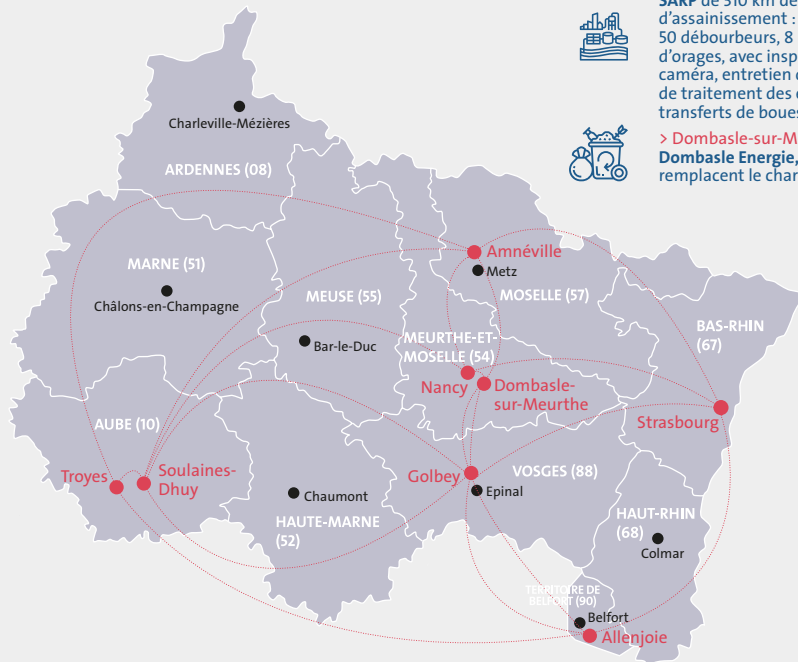 SARP de 510 km de
d’assainissement :
50 débourbeurs, 8
d’orages, avec insp
caméra, entretien
de traitement des
transferts de boues
> Dombasle-sur-M
Dombasle Energie,
remplacent le char
Charleville-Mézières
ARDENNES (08)
MARNE (51)
Châlons-en-Champagne
MEUSE (55)
Bar-le-Duc
Amnéville
Metz
MOSELLE (57)
MEURTHE-ET-
MOSELLE (54)
BAS-RHIN
(67)
Nancy
Dombasle-
sur-Meurthe
Strasbourg
AUBE (10)
Troyes
Soulaines-
Dhuy
Golbey
VOSGES (88)
Epinal
Chaumont
HAUTE-MARNE
(52)
HAUT-RHIN
(68)
Colmar
TERRITOIRE DE
BELFORT (90)
Belfort
Allenjoie